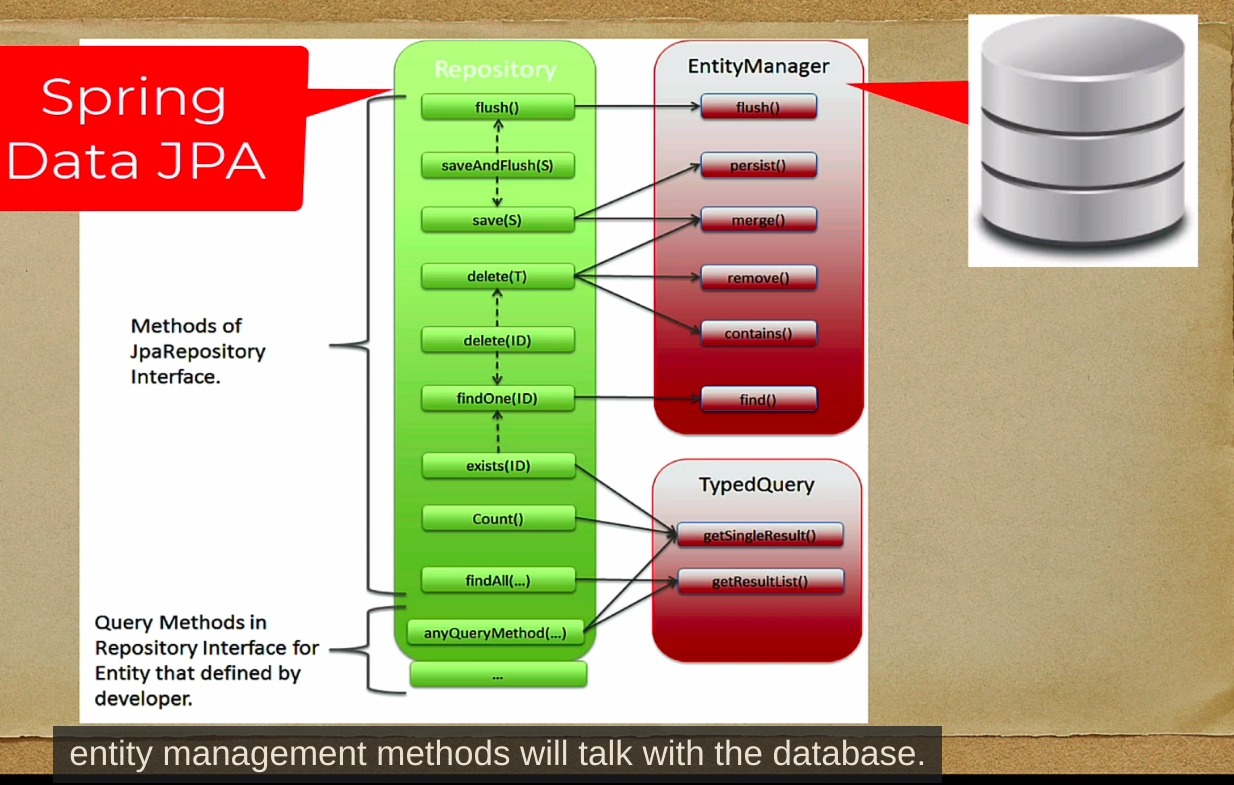 Spring
Data JPA
Repository
flush()
saveAndFlush(S)
save(S)
delete(T)
delete(ID)
findOne(ID)
exists(ID)
Count()
findAll(...)
anyQueryMethod(...)
...
EntityManager
flush()
persist()
merge()
remove()
contains()
find()
TypedQuery
getSingleResult()
getResultList()
Methods of
JpaRepository
Interface.
Query Methods in
Repository Interface for
Entity that defined by
developer.
entity management methods will talk with the database.